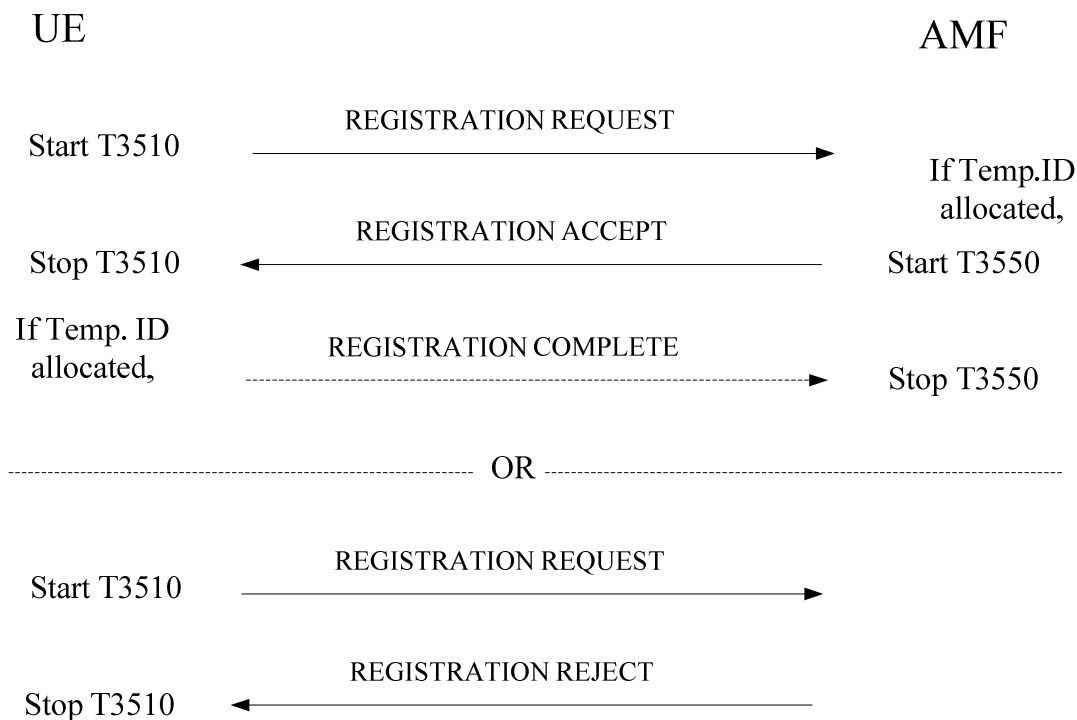 UE
AMF
REGISTRATION REQUEST
Start T3510
If Temp.ID
allocated,
REGISTRATION ACCEPT
Stop T3510
Start T3550
If Temp. ID
allocated,
REGISTRATION COMPLETE
Stop T3550
OR
REGISTRATION REQUEST
Start T3510
REGISTRATION REJECT
Stop T3510